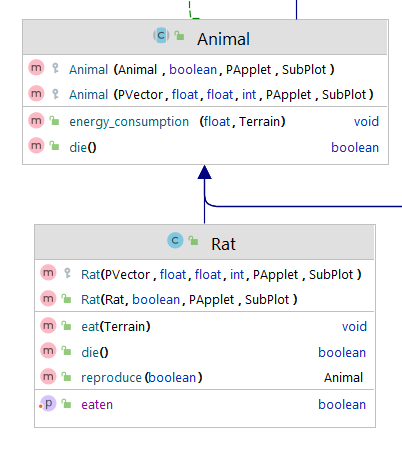 Animal
Animal (Animal, boolean, PApplet, SubPlot)
Animal (PVector, float, float, int, PApplet, SubPlot)
energy_consumption (float, Terrain) void
die() boolean
Rat
Rat(PVector, float, float, int, PApplet, SubPlot)
Rat(Rat, boolean, PApplet, SubPlot)
eat(Terrain) void
die() boolean
reproduce(boolean) Animal
eaten boolean